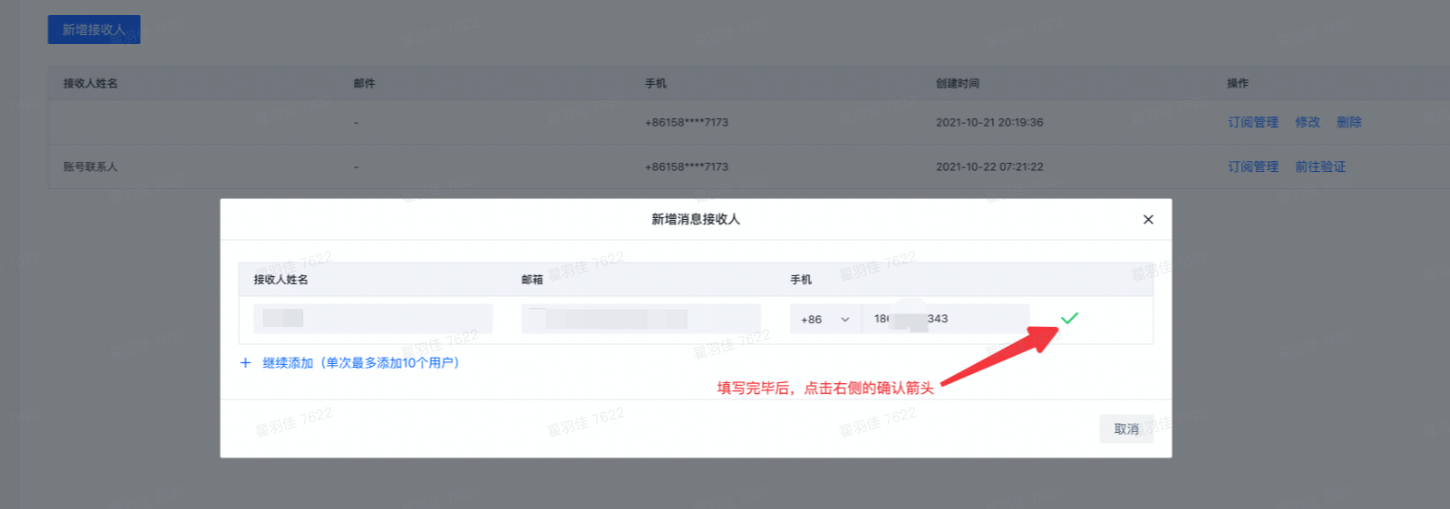 新增接收人
接收人姓名 邮件 手机 创建时间 操作
- +86158****7173 2021-10-21 20:19:36 订阅管理 修改 删除
账号联系人 - +86158****7173 2021-10-22 07:21:22 订阅管理 前往验证
新增消息接收人
接收人姓名 邮箱 手机
+86 343
+ 继续添加（单次最多添加10个用户）
填写完毕后，点击右侧的确认箭头
取消
翟羽佳 7622